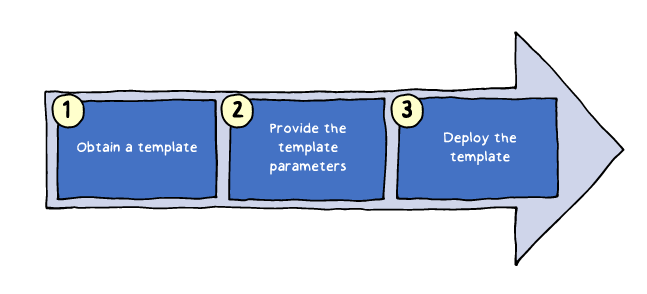 1
Obtain a template
2
Provide the
template
parameters
3
Deploy the
template